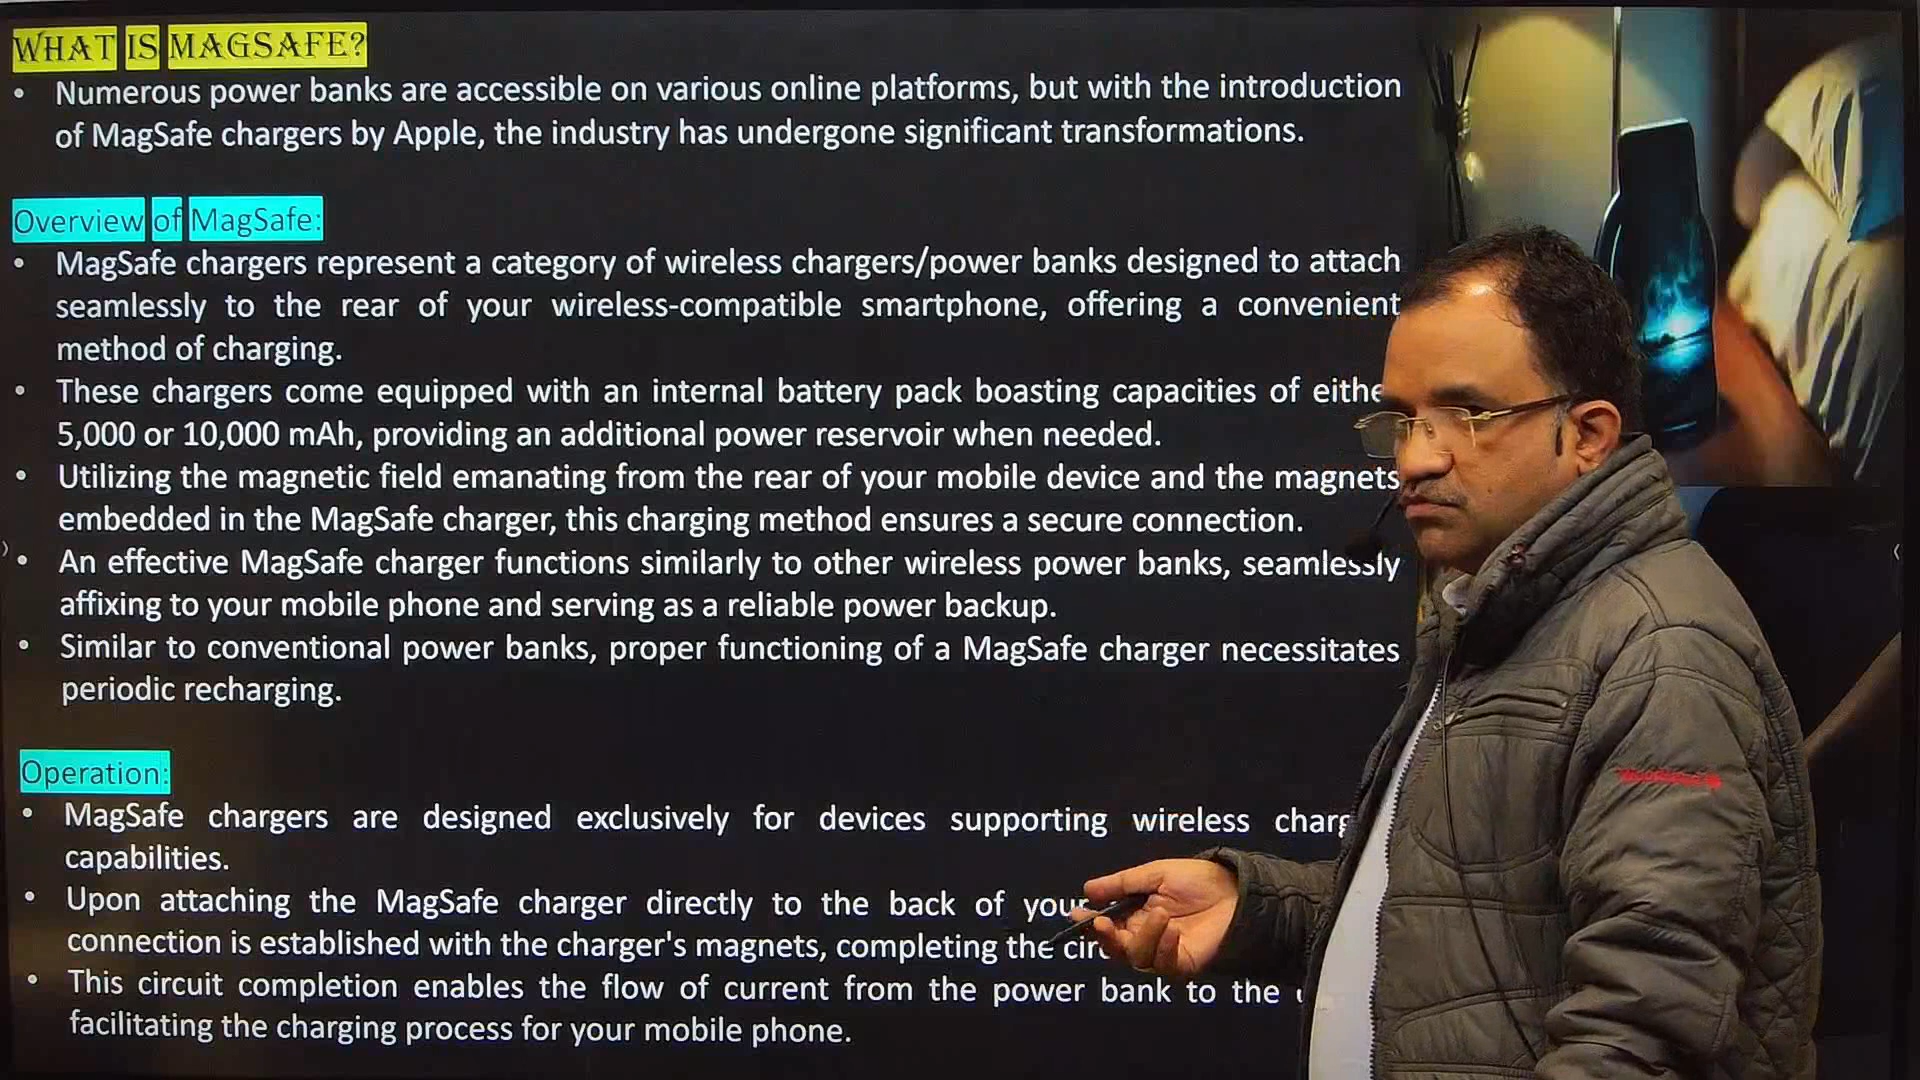 WHAT IS MAGSAFE?
• Numerous power banks are accessible on various online platforms, but with the introduction
of MagSafe chargers by Apple, the industry has undergone significant transformations.
Overview of MagSafe:
• MagSafe chargers represent a category of wireless chargers/power banks designed to attach
seamlessly to the rear of your wireless-compatible smartphone, offering a convenient
method of charging.
• These chargers come equipped with an internal battery pack boasting capacities of eithe
5,000 or 10,000 mAh, providing an additional power reservoir when needed.
• Utilizing the magnetic field emanating from the rear of your mobile device and the magnets
embedded in the MagSafe charger, this charging method ensures a secure connection.
• An effective MagSafe charger functions similarly to other wireless power banks, seamlessly
affixing to your mobile phone and serving as a reliable power backup.
• Similar to conventional power banks, proper functioning of a MagSafe charger necessitates
periodic recharging.
Operation:
• MagSafe chargers are designed exclusively for devices supporting wireless charg
capabilities.
• Upon attaching the MagSafe charger directly to the back of your
connection is established with the charger's magnets, completing the cir
• This circuit completion enables the flow of current from the power bank to the
facilitating the charging process for your mobile phone.